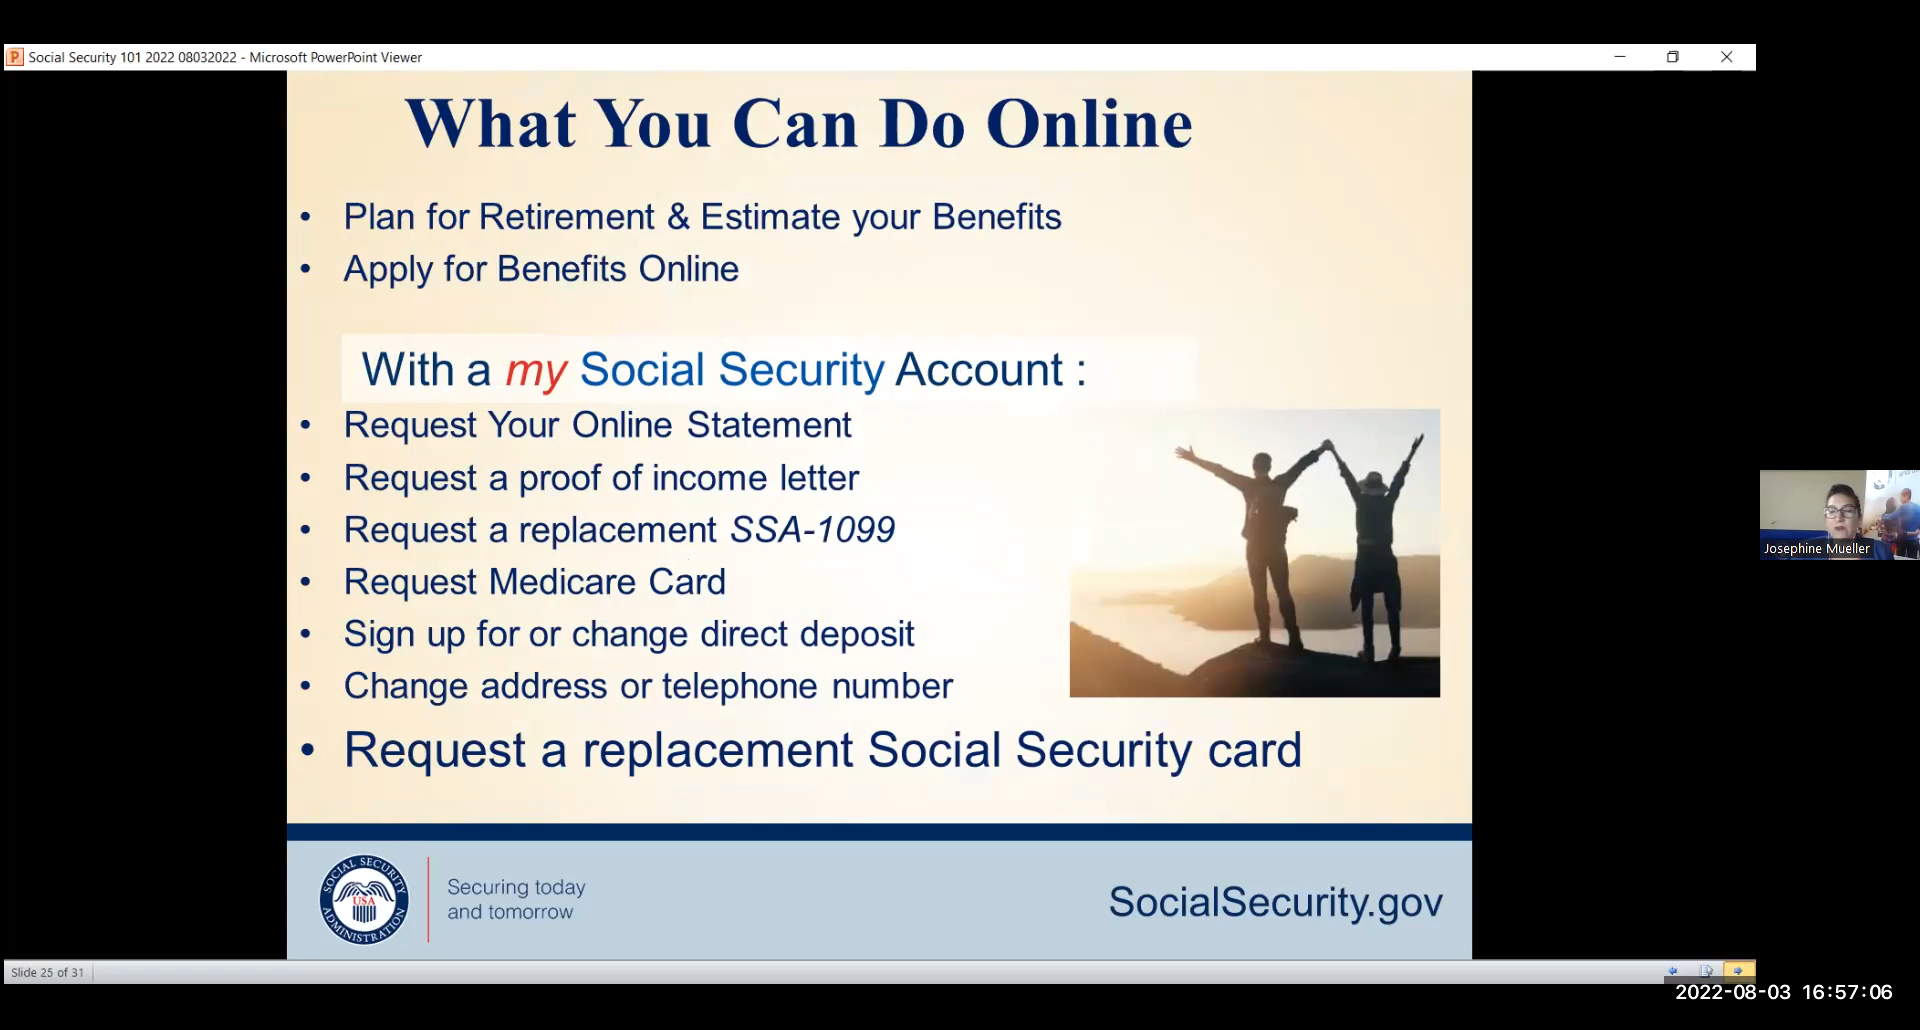 Social Security 101 2022 08032022 - Microsoft PowerPoint Viewer
What You Can Do Online
• Plan for Retirement & Estimate your Benefits
• Apply for Benefits Online
With a my Social Security Account :
• Request Your Online Statement
• Request a proof of income letter
• Request a replacement SSA-1099
• Request Medicare Card
• Sign up for or change direct deposit
• Change address or telephone number
• Request a replacement Social Security card
Josephine Mueller
SOCIAL SECURITY
USA
ADMINISTRATION
Securing today
and tomorrow
SocialSecurity.gov
Slide 25 of 31
2022-08-03 16:57:06